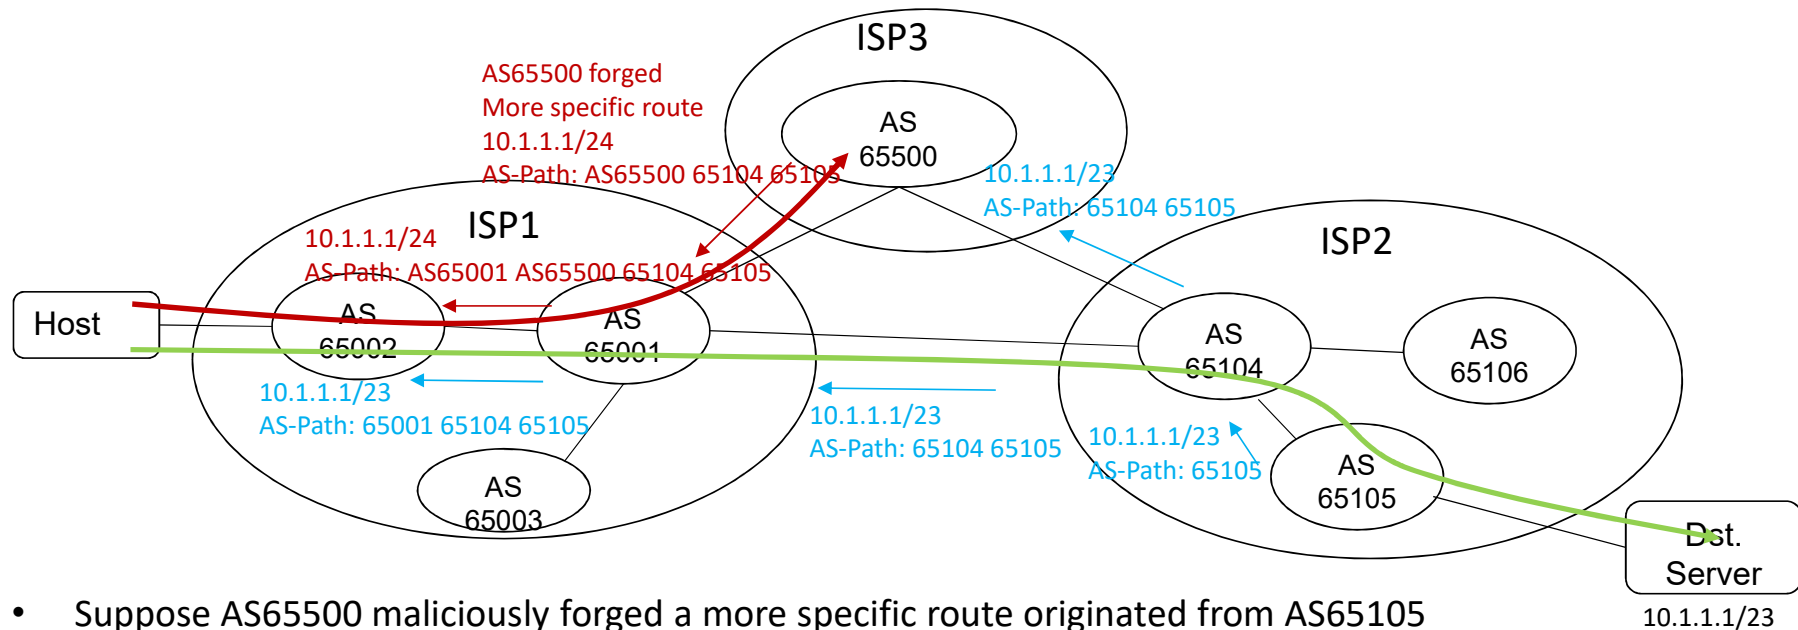 ISP3
AS65500 forged
More specific route
10.1.1.1/24
AS-Path: AS65500 65104 65105
AS
65500
10.1.1.1/23
AS-Path: 65104 65105
ISP1
10.1.1.1/24
AS-Path: AS65001 AS65500 65104 65105
ISP2
Host
AS
65002
AS
65001
AS
65104
AS
65106
10.1.1.1/23
AS-Path: 65001 65104 65105
10.1.1.1/23
AS-Path: 65104 65105
10.1.1.1/23
AS-Path: 65105
AS
65003
AS
65105
Dst.
Server
10.1.1.1/23
• Suppose AS65500 maliciously forged a more specific route originated from AS65105